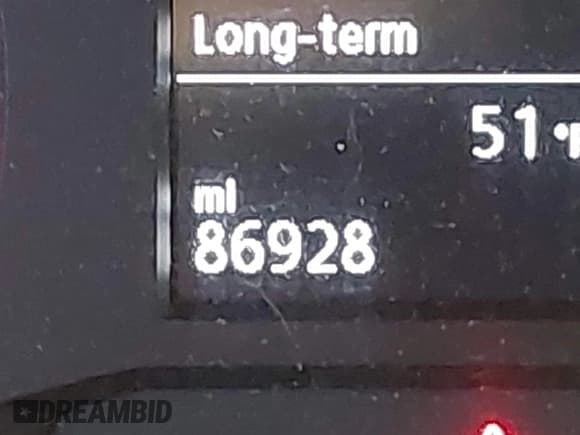 Long-term
51
mi
86928
DREAMBID